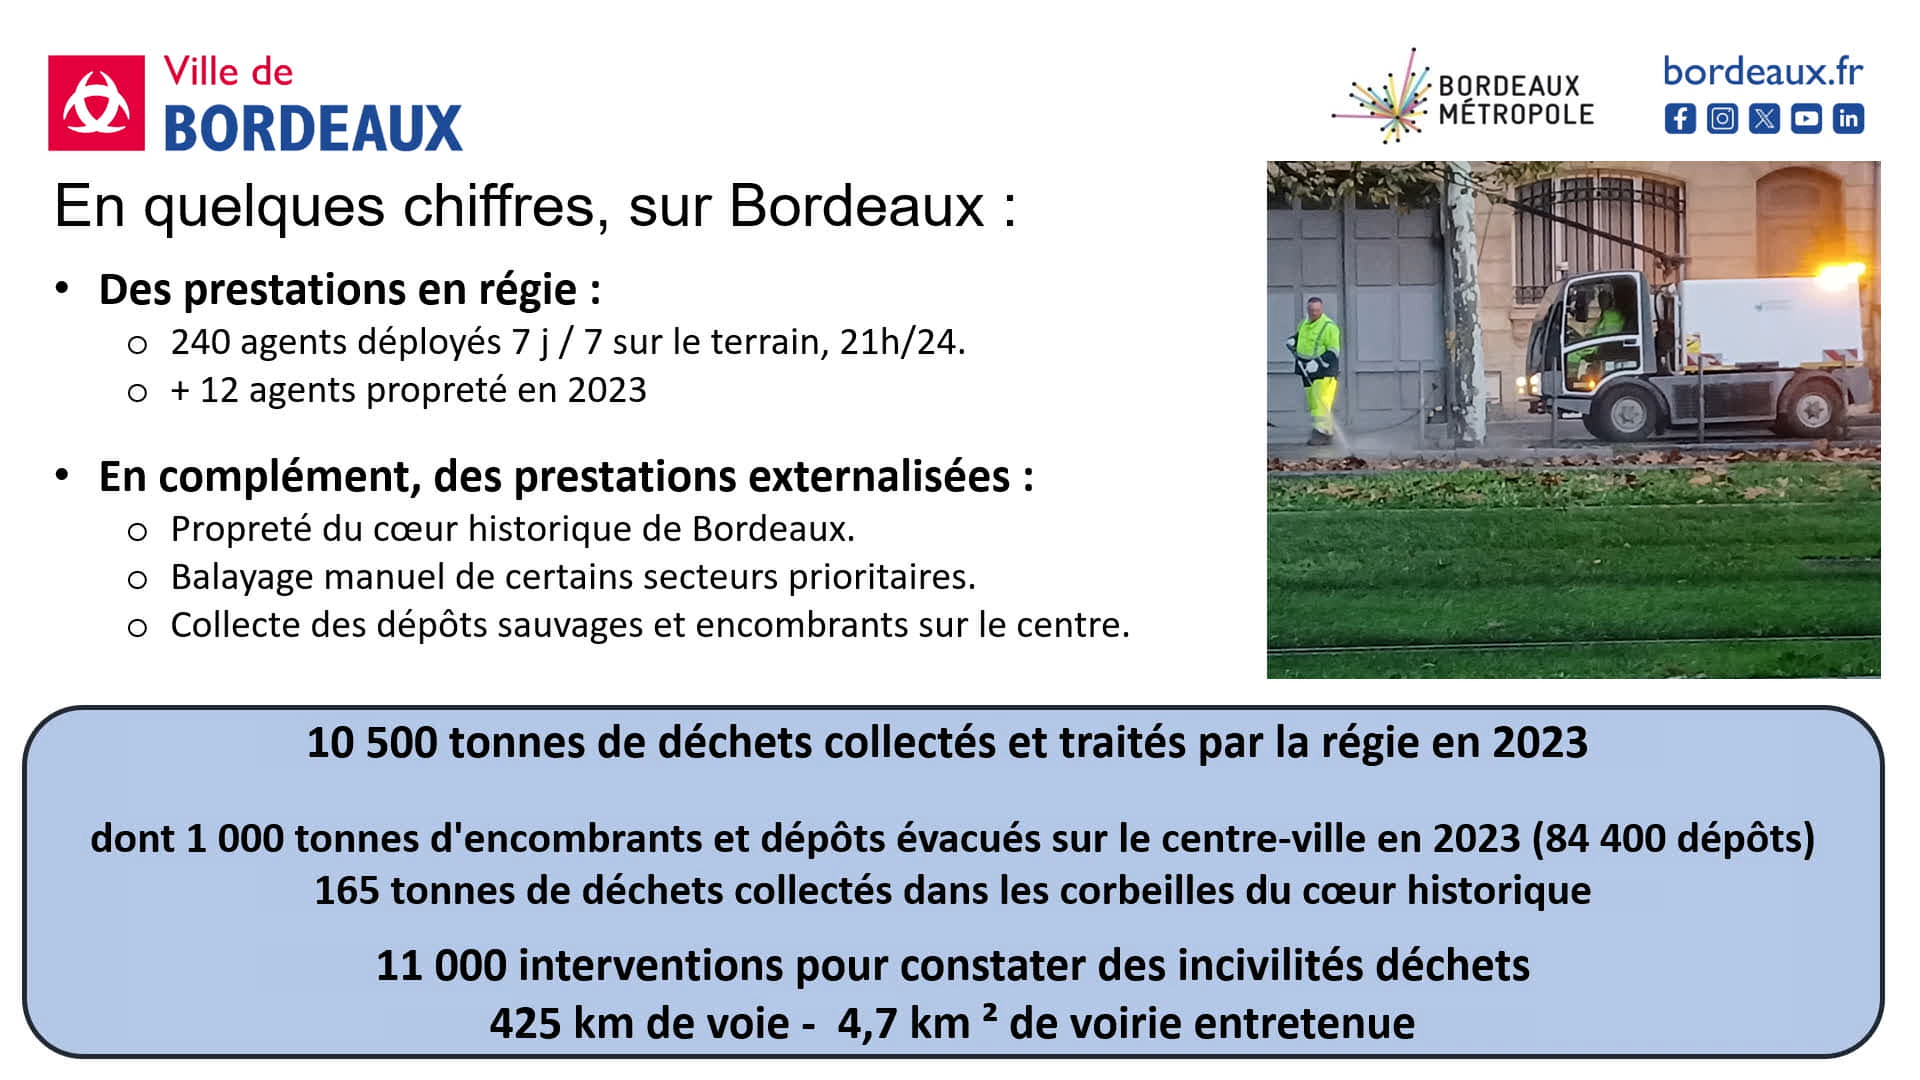 Ville de
BORDEAUX
BORDEAUX
MÉTROPOLE
bordeaux.fr
En quelques chiffres, sur Bordeaux :
• Des prestations en régie :
o 240 agents déployés 7 j / 7 sur le terrain, 21h/24.
o + 12 agents propreté en 2023
• En complément, des prestations externalisées :
o Propreté du cœur historique de Bordeaux.
o Balayage manuel de certains secteurs prioritaires.
o Collecte des dépôts sauvages et encombrants sur le centre.
10 500 tonnes de déchets collectés et traités par la régie en 2023
dont 1 000 tonnes d'encombrants et dépôts évacués sur le centre-ville en 2023 (84 400 dépôts)
165 tonnes de déchets collectés dans les corbeilles du cœur historique
11 000 interventions pour constater des incivilités déchets
425 km de voie - 4,7 km ² de voirie entretenue